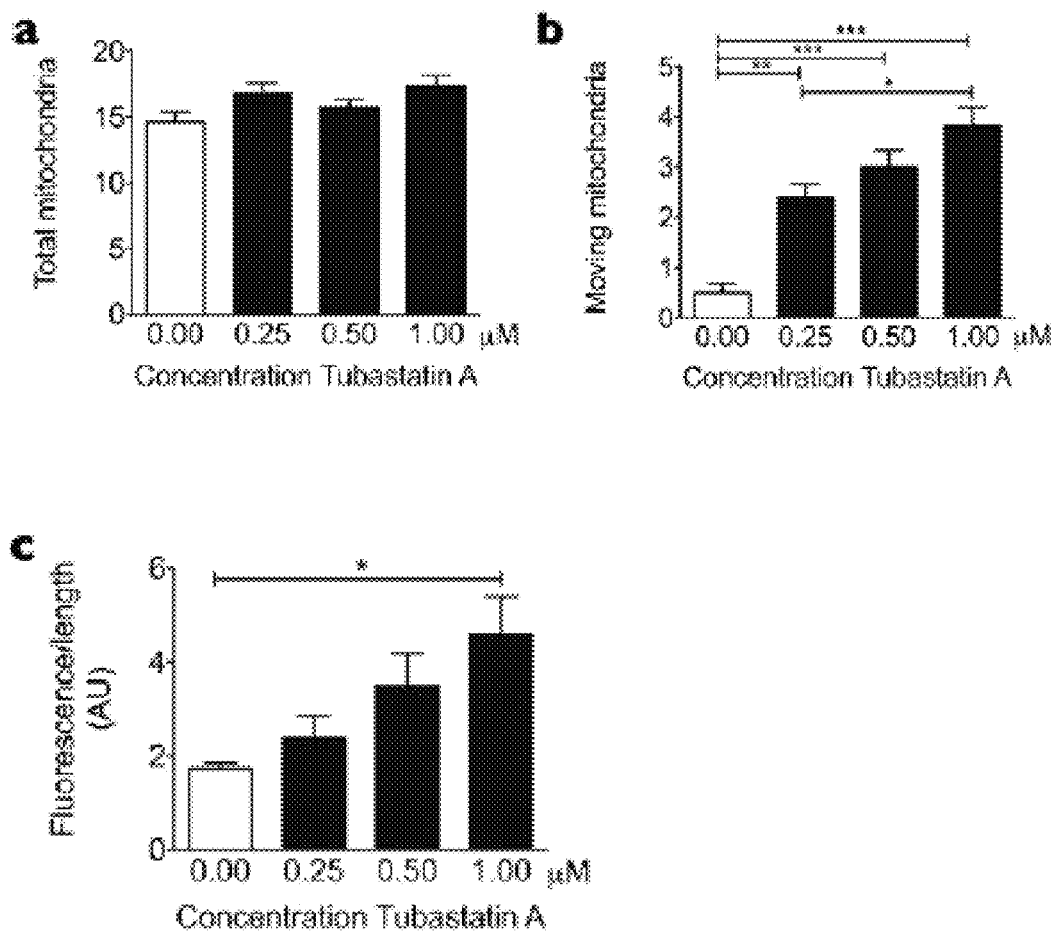 a
Total mitochondria
20
15
10
5
0
0.00 0.25 0.50 1.00 µM
Concentration Tubastatin A
b
Moving mitochondria
***
***
**
*
5
4
3
2
1
0
0.00 0.25 0.50 1.00 µM
Concentration Tubastatin A
c
Fluorescence/length
(AU)
*
6
4
2
0
0.00 0.25 0.50 1.00 µM
Concentration Tubastatin A